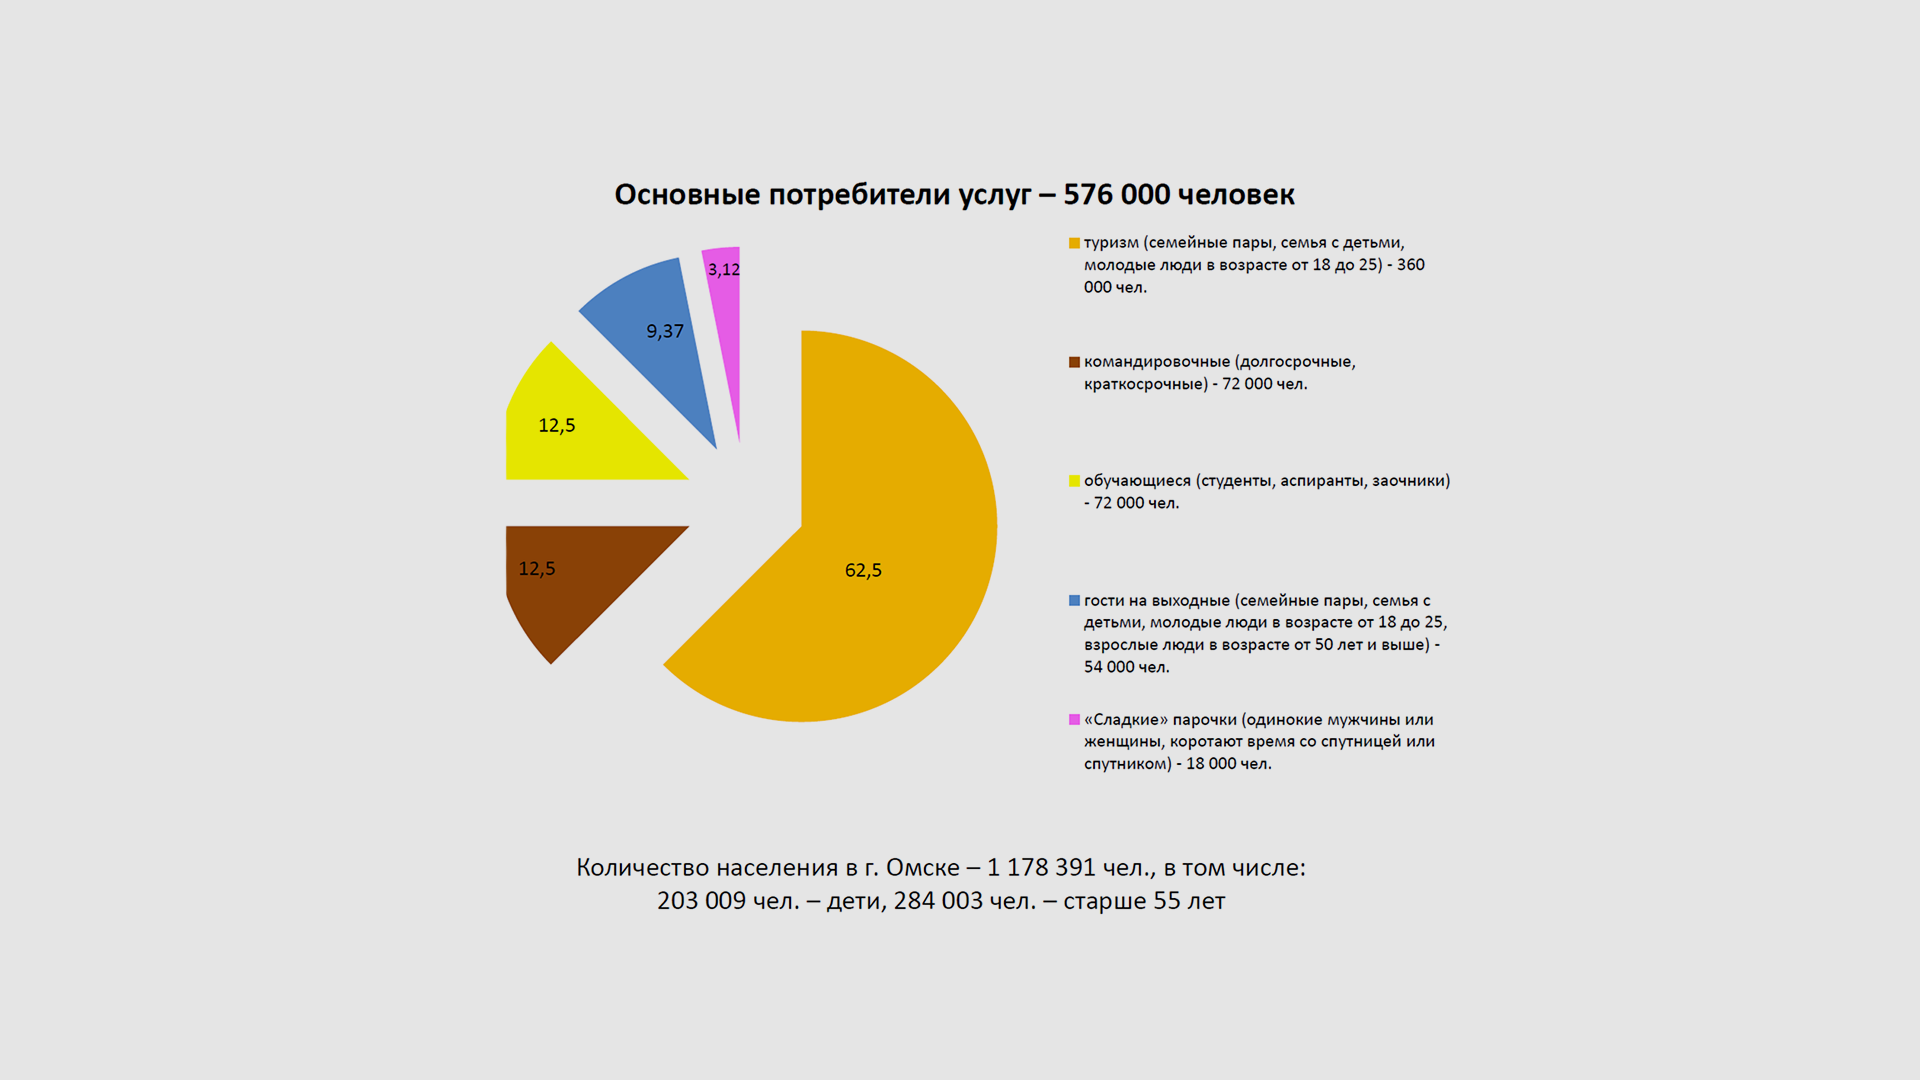 Основные потребители услуг – 576 000 человек
3,12
9,37
12,5
12,5
62,5
туризм (семейные пары, семья с детьми,
молодые люди в возрасте от 18 до 25) - 360
000 чел.
командировочные (долгосрочные,
краткосрочные) - 72 000 чел.
обучающиеся (студенты, аспиранты, заочники)
- 72 000 чел.
гости на выходные (семейные пары, семья с
детьми, молодые люди в возрасте от 18 до 25,
взрослые люди в возрасте от 50 лет и выше) -
54 000 чел.
«Сладкие» парочки (одинокие мужчины или
женщины, коротают время со спутницей или
спутником) - 18 000 чел.
Количество населения в г. Омске – 1 178 391 чел., в том числе:
203 009 чел. – дети, 284 003 чел. – старше 55 лет